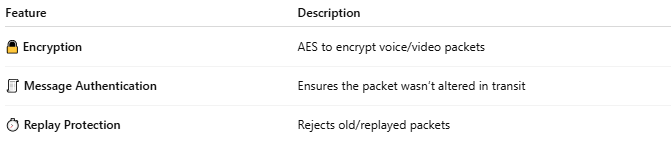 Feature Description
🔒 Encryption AES to encrypt voice/video packets
🧾 Message Authentication Ensures the packet wasn't altered in transit
⏱ Replay Protection Rejects old/replayed packets